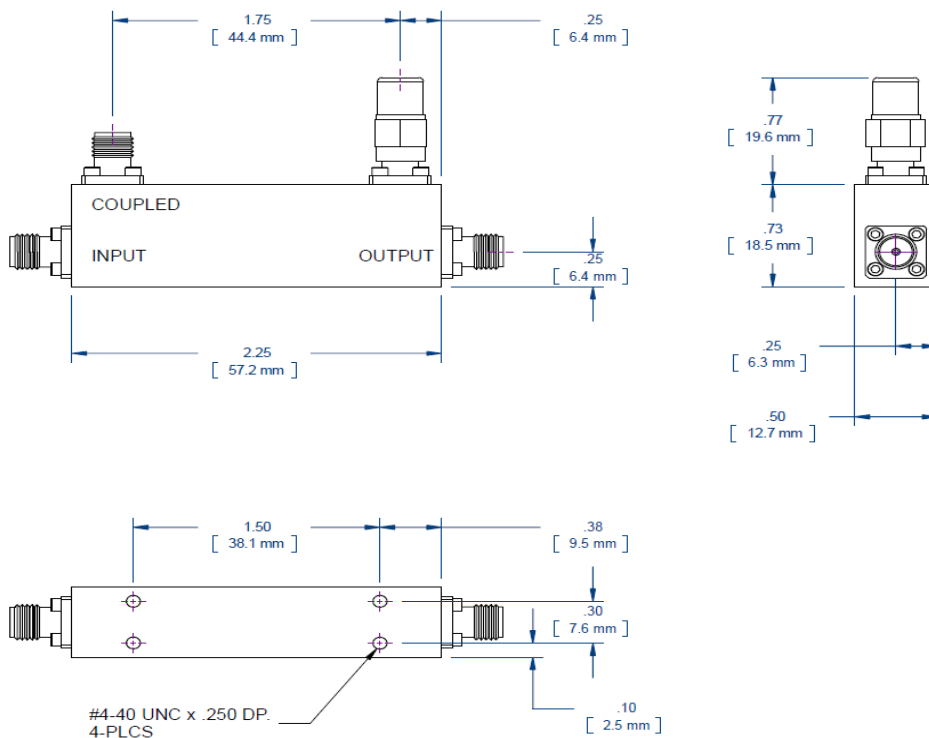 1.75
[ 44.4 mm ]
.25
[ 6.4 mm ]
.77
[ 19.6 mm ]
COUPLED
INPUT
OUTPUT
.25
[ 6.4 mm ]
.73
[ 18.5 mm ]
2.25
[ 57.2 mm ]
.25
[ 6.3 mm ]
.50
[ 12.7 mm ]
1.50
[ 38.1 mm ]
.38
[ 9.5 mm ]
.30
[ 7.6 mm ]
#4-40 UNC x .250 DP.
4-PLCS
.10
[ 2.5 mm ]